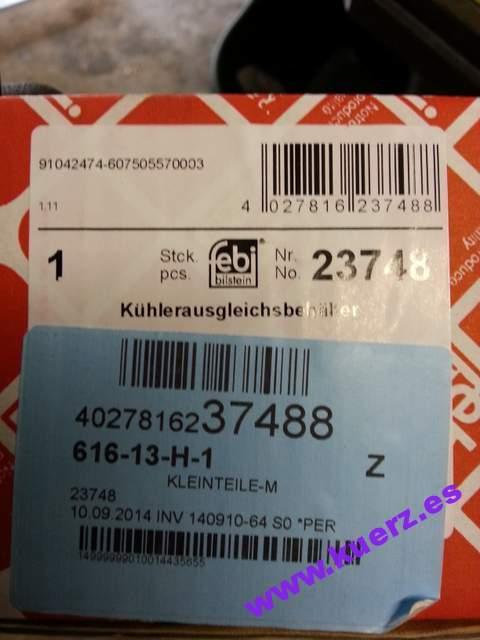 91042474-607505570003
1.11
4 027816 237488
1 Stck. pcs. febi bilstein Nr. No. 23748
Kühlerausgleichsbehälter
4027816237488
616-13-H-1
Z
KLEINTEILE-M
23748
10.09.2014 INV 140910-64 S0 *PER
14999999010014435655
www.kuerz.es